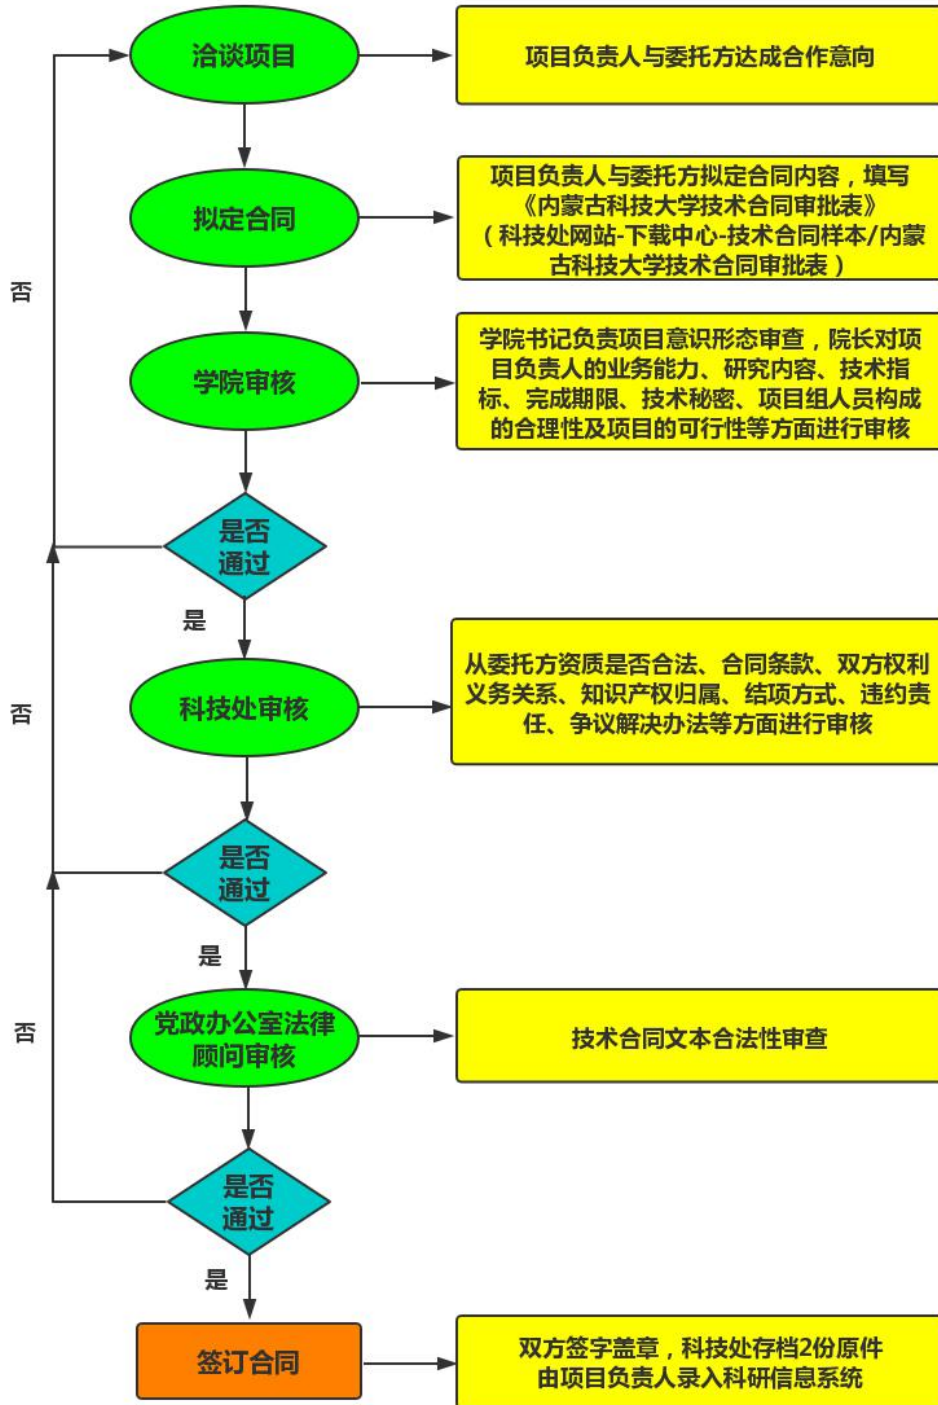 洽谈项目
项目负责人与委托方达成合作意向
拟定合同
项目负责人与委托方拟定合同内容，填写
《内蒙古科技大学技术合同审批表》
（科技处网站-下载中心-技术合同样本/内蒙
古科技大学技术合同审批表）
否
学院审核
学院书记负责项目意识形态审查，院长对项
目负责人的业务能力、研究内容、技术指
标、完成期限、技术秘密、项目组人员构成
的合理性及项目的可行性等方面进行审核
是否
通过
是
科技处审核
从委托方资质是否合法、合同条款、双方权利
义务关系、知识产权归属、结项方式、违约责
任、争议解决办法等方面进行审核
否
是否
通过
是
党政办公室法律
顾问审核
技术合同文本合法性审查
否
是否
通过
是
签订合同
双方签字盖章，科技处存档2份原件
由项目负责人录入科研信息系统